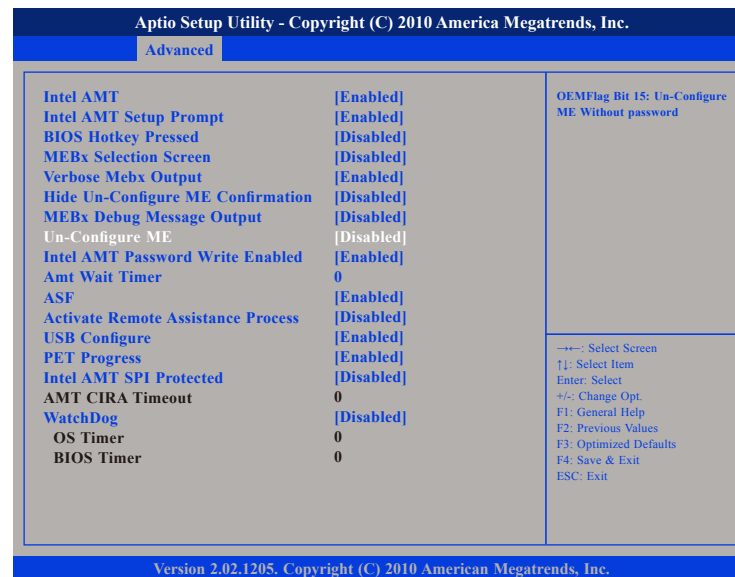 Aptio Setup Utility - Copyright (C) 2010 America Megatrends, Inc.
Advanced
Intel AMT [Enabled]
Intel AMT Setup Prompt [Enabled]
BIOS Hotkey Pressed [Disabled]
MEBx Selection Screen [Disabled]
Verbose Mebx Output [Enabled]
Hide Un-Configure ME Confirmation [Disabled]
MEBx Debug Message Output [Disabled]
Un-Configure ME [Disabled]
Intel AMT Password Write Enabled [Enabled]
Amt Wait Timer 0
ASF [Enabled]
Activate Remote Assistance Process [Disabled]
USB Configure [Enabled]
PET Progress [Enabled]
Intel AMT SPI Protected [Disabled]
AMT CIRA Timeout 0
WatchDog [Disabled]
OS Timer 0
BIOS Timer 0
OEMFlag Bit 15: Un-Configure
ME Without password
→←: Select Screen
↑↓: Select Item
Enter: Select
+/-: Change Opt.
F1: General Help
F2: Previous Values
F3: Optimized Defaults
F4: Save & Exit
ESC: Exit
Version 2.02.1205. Copyright (C) 2010 American Megatrends, Inc.